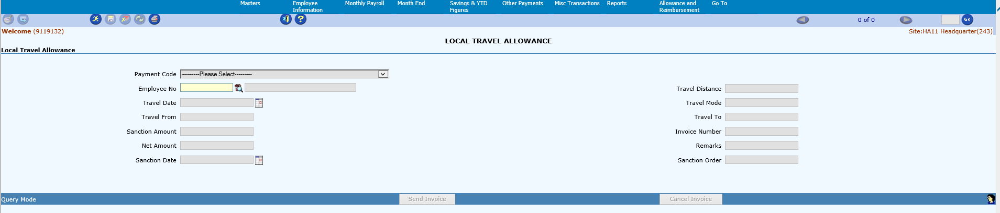 Masters Employee Monthly Payroll Month End Savings & YTD Other Payments Misc Transactions Reports Allowance and Go To
Information Figures Reimbursement
0 of 0 Go
Welcome (9119132) Site:HA11 Headquarter(243)
LOCAL TRAVEL ALLOWANCE
Local Travel Allowance
Payment Code ---------Please Select---------
Employee No Travel Distance
Travel Date Travel Mode
Travel From Travel To
Sanction Amount Invoice Number
Net Amount Remarks
Sanction Date Sanction Order
Query Mode Send Invoice Cancel Invoice